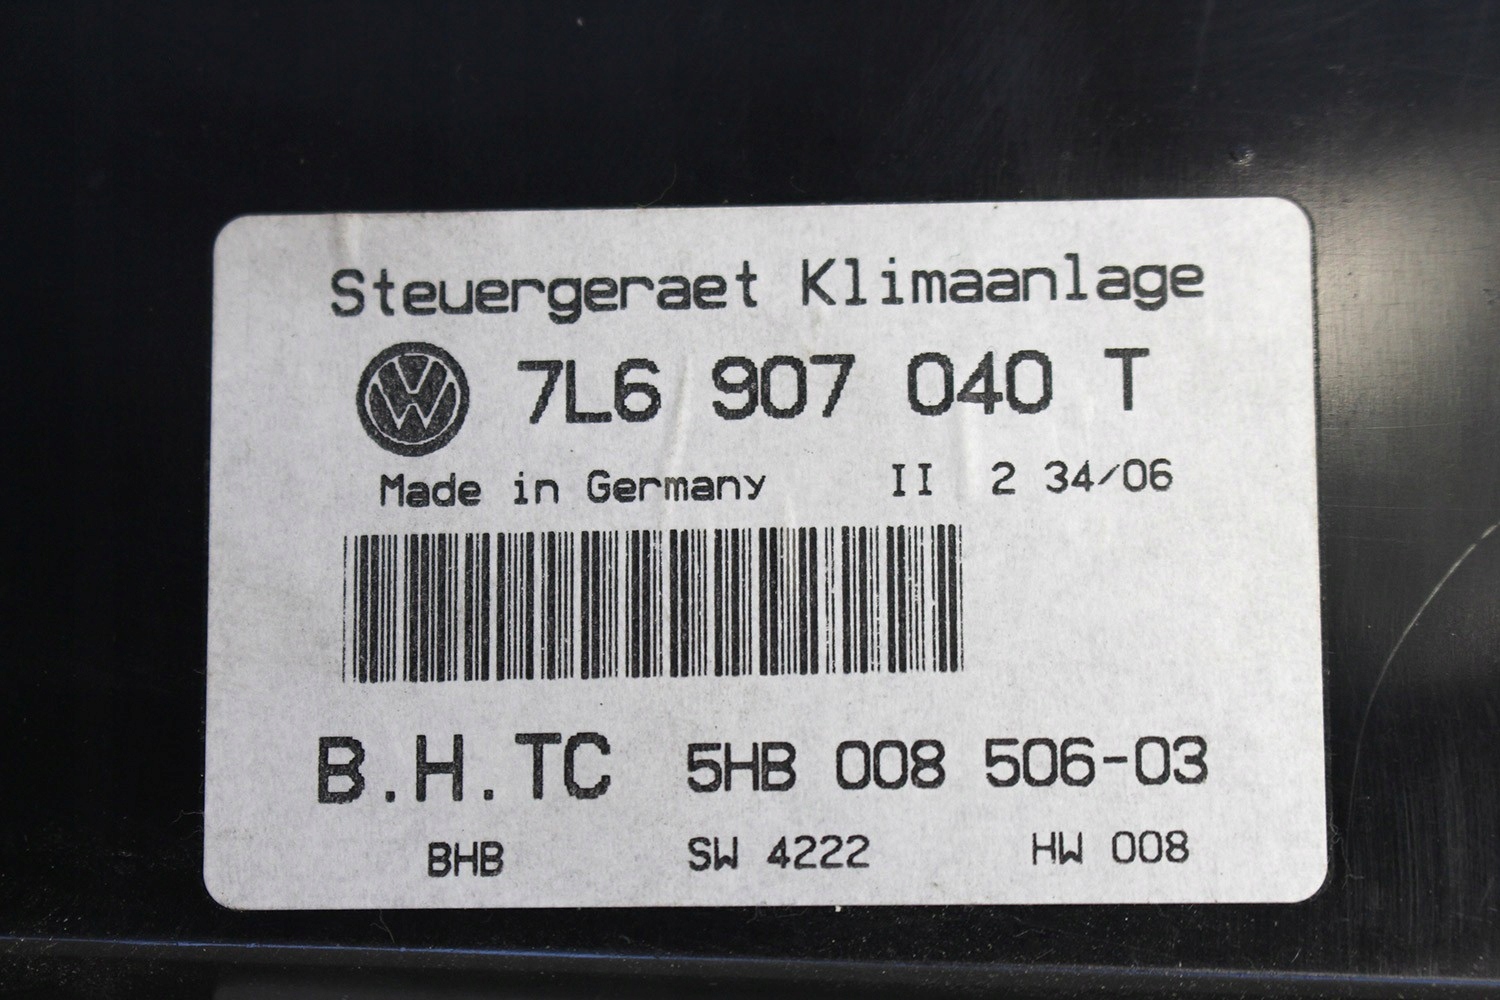 Steuergeraet Klimaanlage
VW 7L6 907 040 T
Made in Germany II 2 34/06
B.H.TC 5HB 008 506-03
BHB SW 4222 HW 008